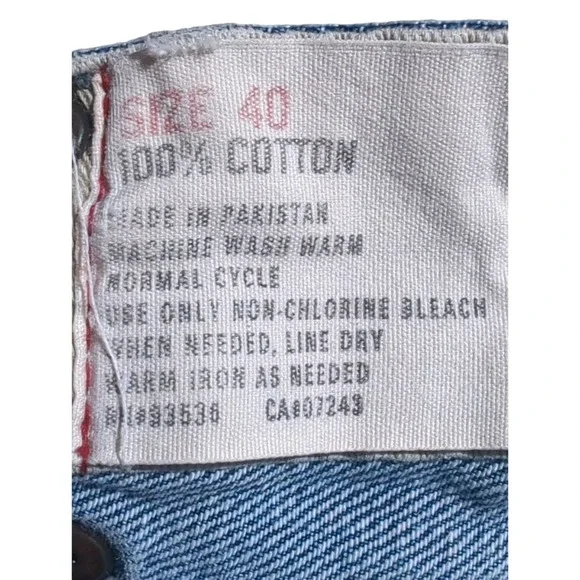 SIZE 40
100% COTTON
MADE IN PAKISTAN
MACHINE WASH WARM
NORMAL CYCLE
USE ONLY NON-CHLORINE BLEACH
WHEN NEEDED, LINE DRY
WARM IRON AS NEEDED
CA#07243